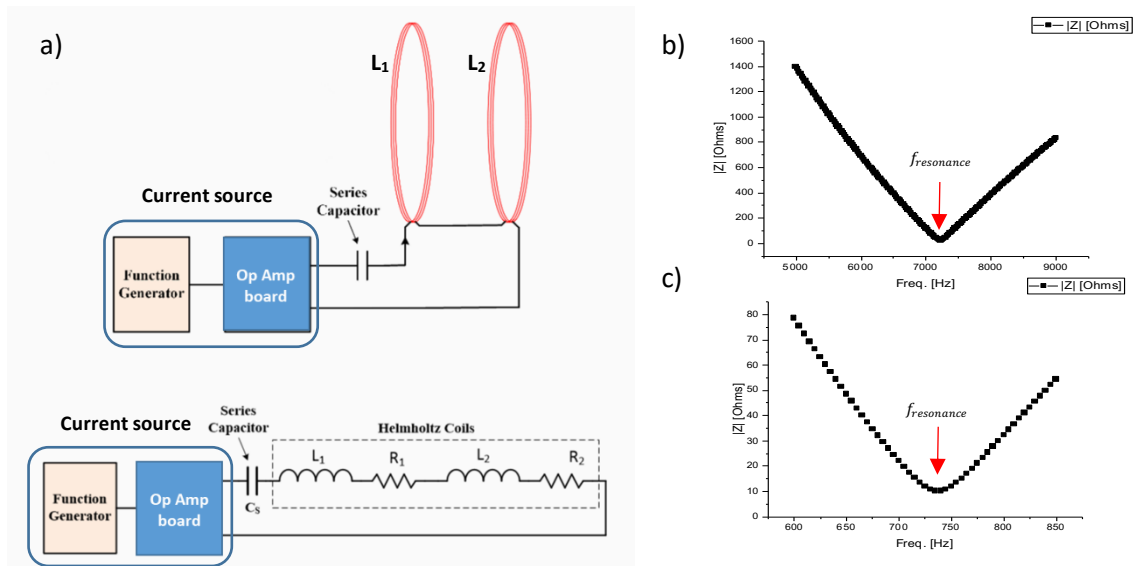 a)
L1
L2
Current source
Series
Capacitor
Function
Generator
Op Amp
board
Current source
Series
Capacitor
Helmholtz Coils
L1
R1
L2
R2
Function
Generator
Op Amp
board
CS
b)
|Z| [Ohms]
1600
1400
1200
1000
800
600
400
200
0
|Z| [Ohms]
fresonance
5000 6000 7000 8000 9000
Freq. [Hz]
c)
|Z| [Ohms]
80
70
60
50
40
30
20
10
0
|Z| [Ohms]
fresonance
600 650 700 750 800 850
Freq. [Hz]